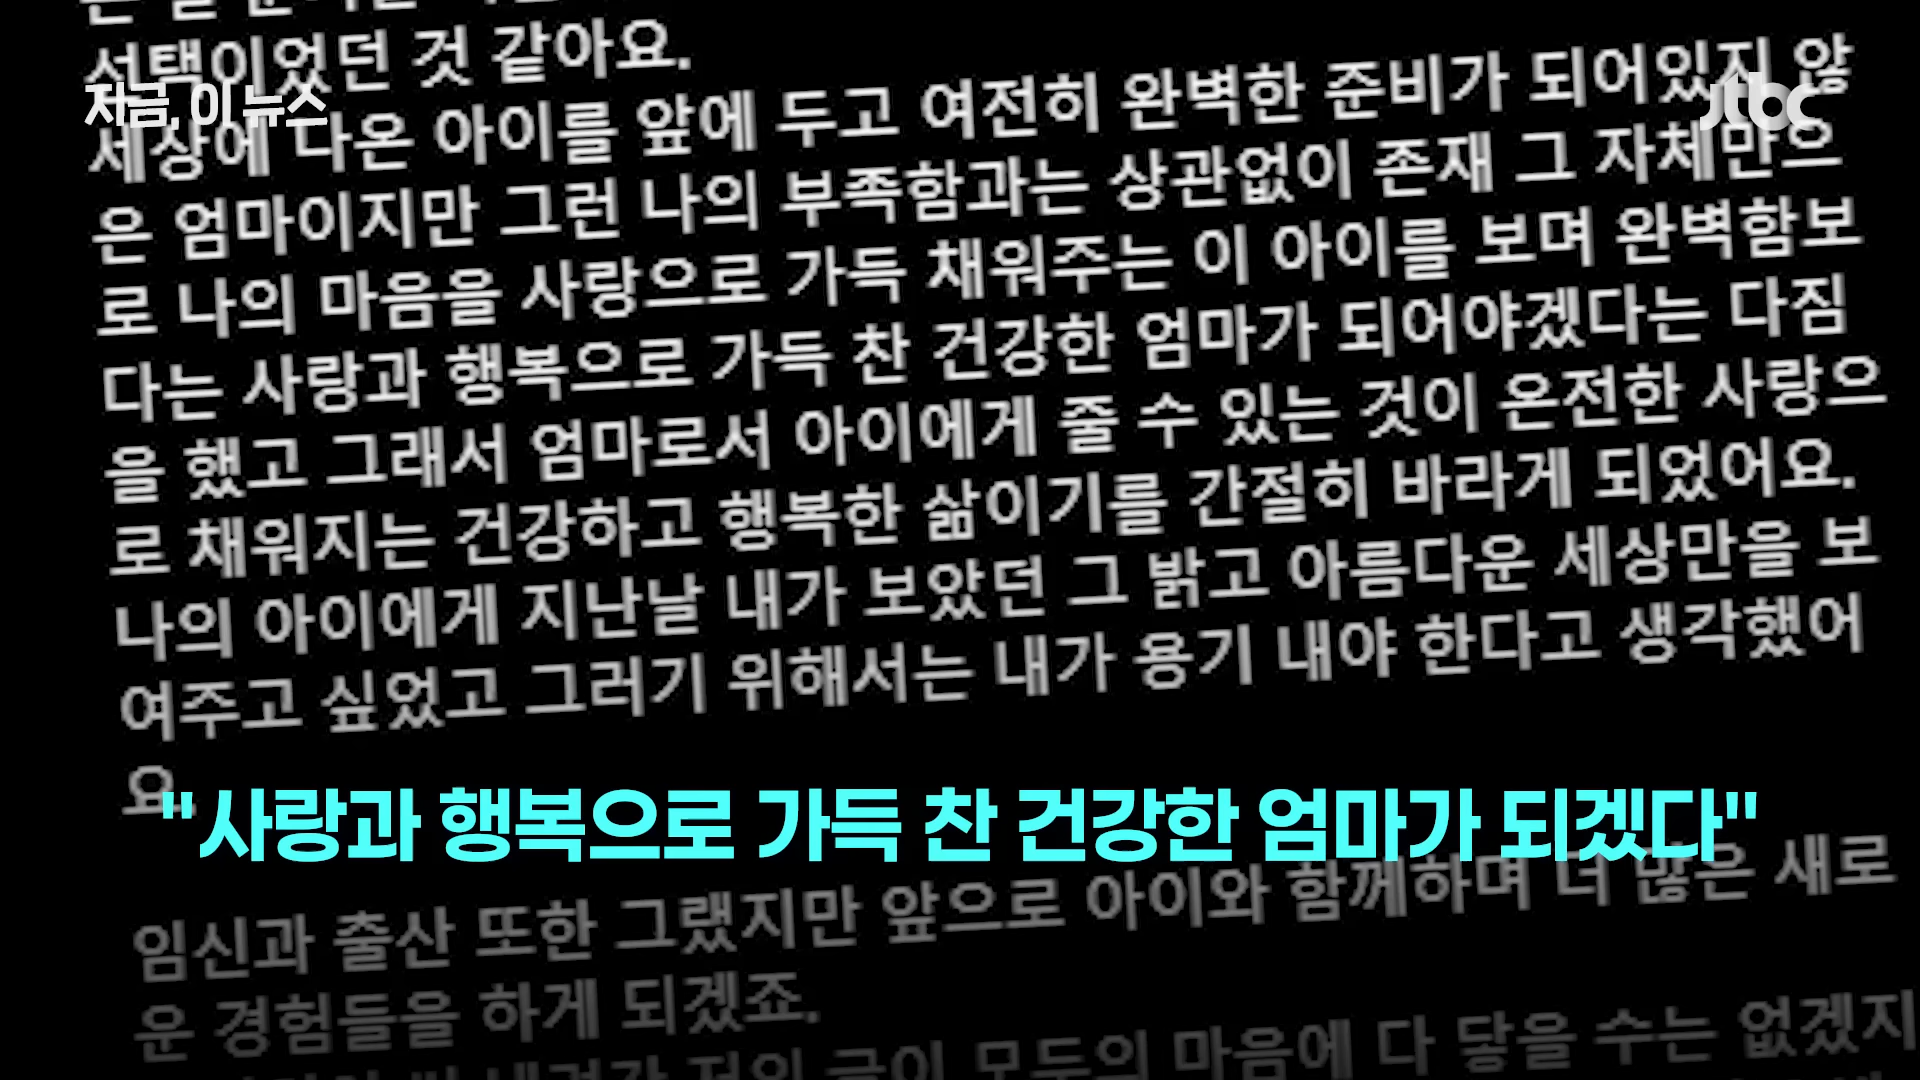 선택이었던 것 같아요.
지금, 이 뉴스
jtbc
세상에 나온 아이를 앞에 두고 여전히 완벽한 준비가 되어있지 않
은 엄마이지만 그런 나의 부족함과는 상관없이 존재 그 자체만으
로 나의 마음을 사랑으로 가득 채워주는 이 아이를 보며 완벽함보
다는 사랑과 행복으로 가득 찬 건강한 엄마가 되어야겠다는 다짐
을 했고 그래서 엄마로서 아이에게 줄 수 있는 것이 온전한 사랑으
로 채워지는 건강하고 행복한 삶이기를 간절히 바라게 되었어요.
나의 아이에게 지난날 내가 보았던 그 밝고 아름다운 세상만을 보
여주고 싶었고 그러기 위해서는 내가 용기 내야 한다고 생각했어
요.
"사랑과 행복으로 가득 찬 건강한 엄마가 되겠다"
임신과 출산 또한 그랬지만 앞으로 아이와 함께하며 더 많은 새로
운 경험들을 하게 되겠죠.
저의 글이 모두의 마음에 다 닿을 수는 없겠지